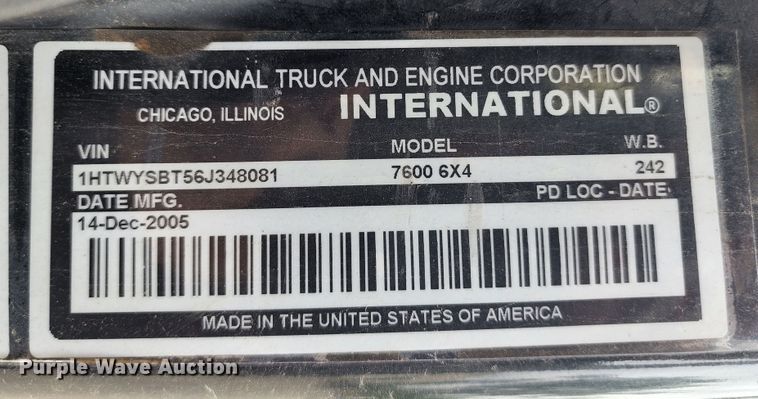 INTERNATIONAL TRUCK AND ENGINE CORPORATION
CHICAGO, ILLINOIS INTERNATIONAL®
VIN MODEL W.B.
1HTWYSBT56J348081 7600 6X4 242
DATE MFG. PD LOC - DATE
14-Dec-2005
MADE IN THE UNITED STATES OF AMERICA
Purple Wave Auction